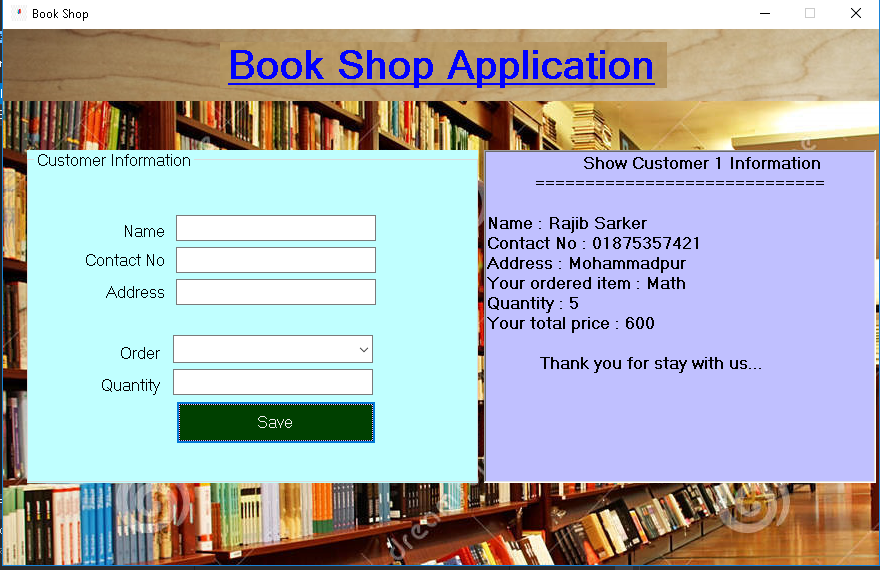 Book Shop
Book Shop Application
Customer Information
Name
Contact No
Address
Order
Quantity
Save
Show Customer 1 Information
=============================
Name : Rajib Sarker
Contact No : 01875357421
Address : Mohammadpur
Your ordered item : Math
Quantity : 5
Your total price : 600
Thank you for stay with us...